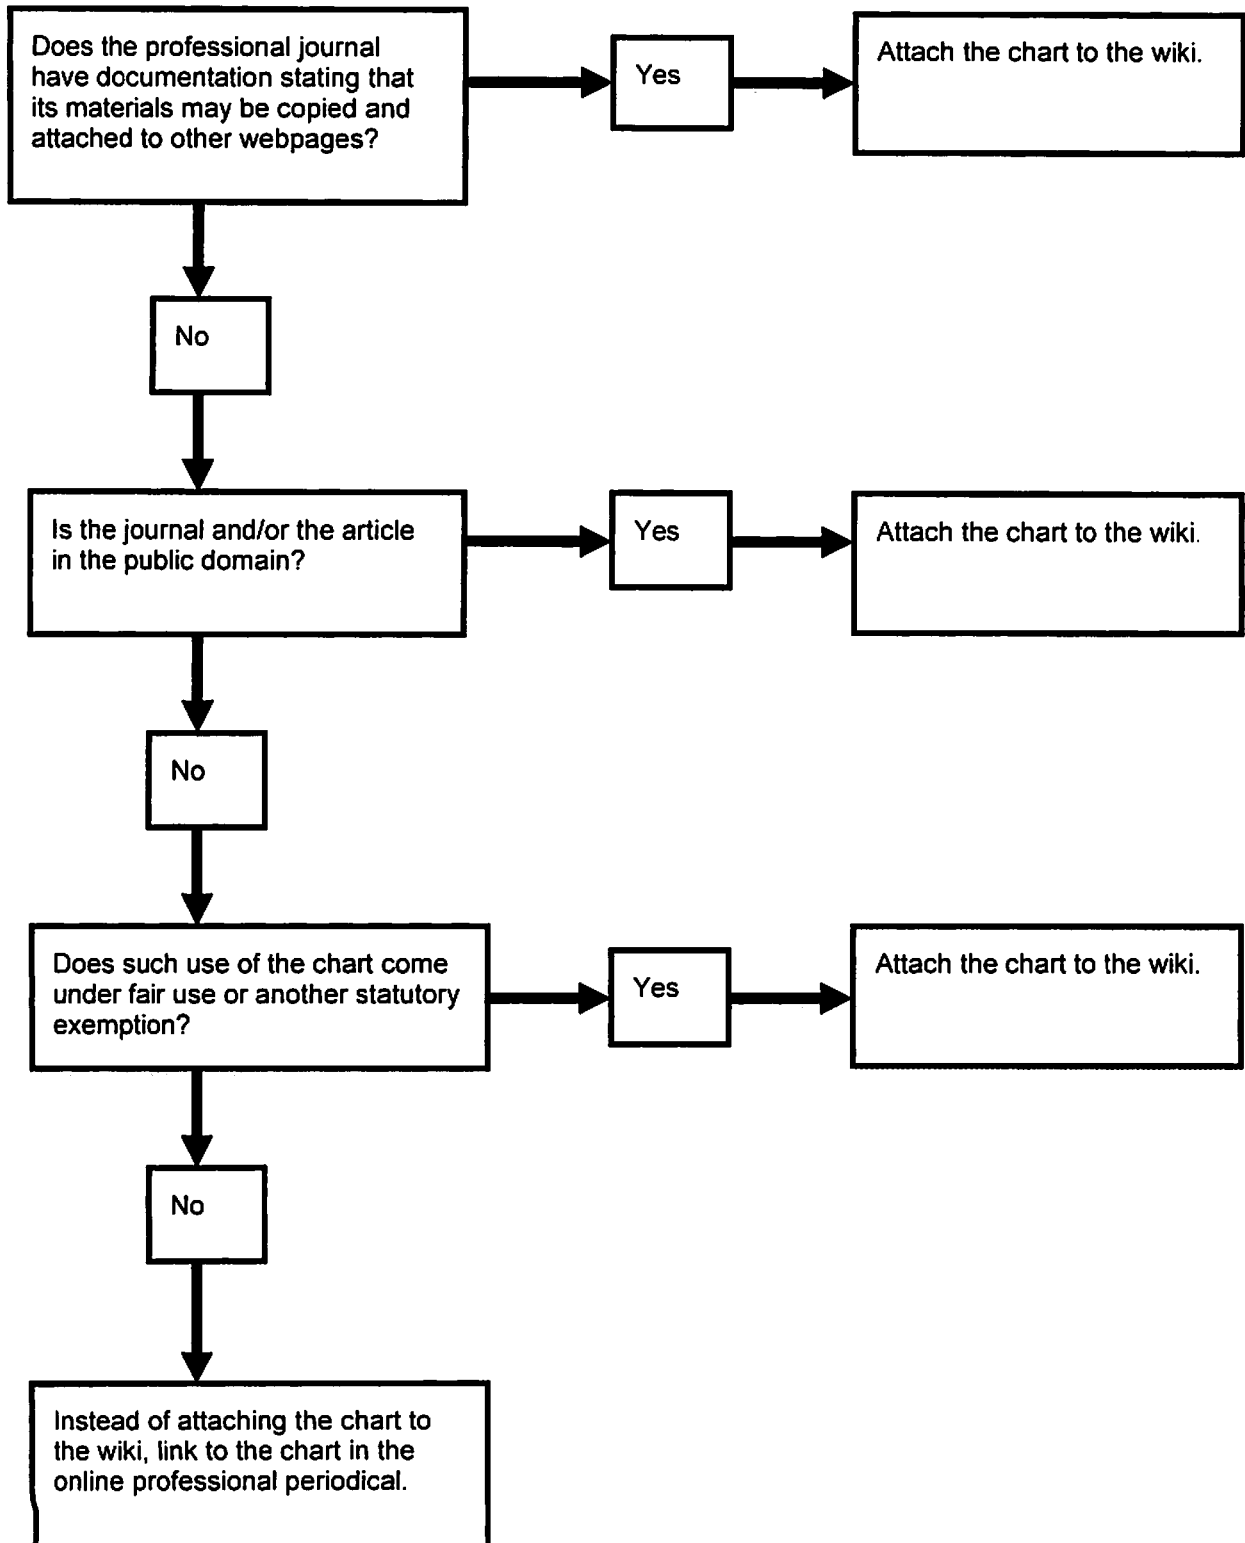 Does the professional journal
have documentation stating that
its materials may be copied and
attached to other webpages?
Yes
Attach the chart to the wiki.
No
Is the journal and/or the article
in the public domain?
Yes
Attach the chart to the wiki.
No
Does such use of the chart come
under fair use or another statutory
exemption?
Yes
Attach the chart to the wiki.
No
Instead of attaching the chart to
the wiki, link to the chart in the
online professional periodical.